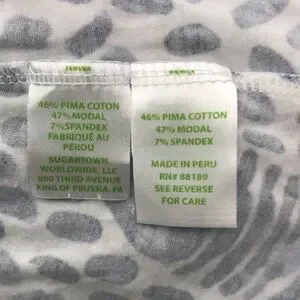 46% PIMA COTTON
47% MODAL
7% SPANDEX
FABRIQUÉ AU
PÉROU
SUGARTOWN
WORLDWIDE, LLC
800 THIRD AVENUE
KING OF PRUSSIA, PA
46% PIMA COTTON
47% MODAL
7% SPANDEX
MADE IN PERU
RN# 88189
SEE REVERSE
FOR CARE